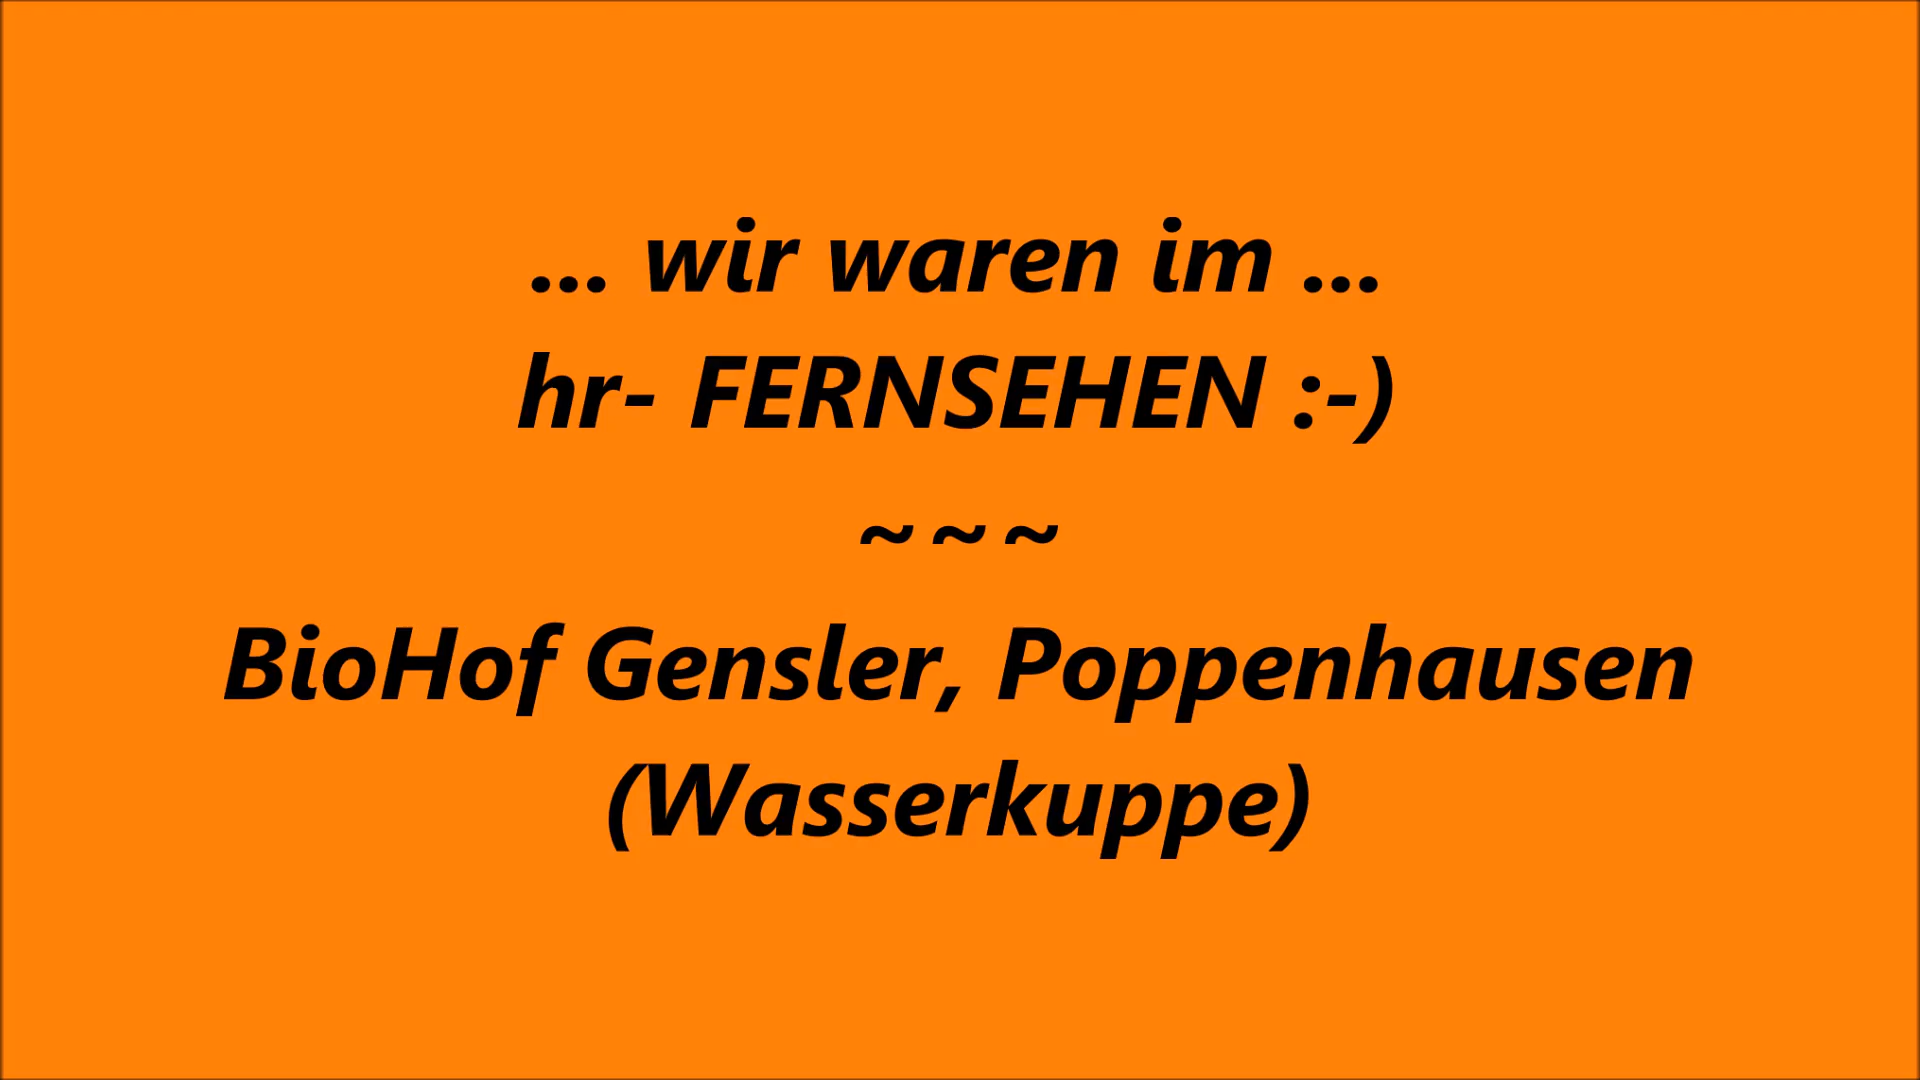 ... wir waren im ...
hr- FERNSEHEN :-)
~ ~ ~
BioHof Gensler, Poppenhausen
(Wasserkuppe)